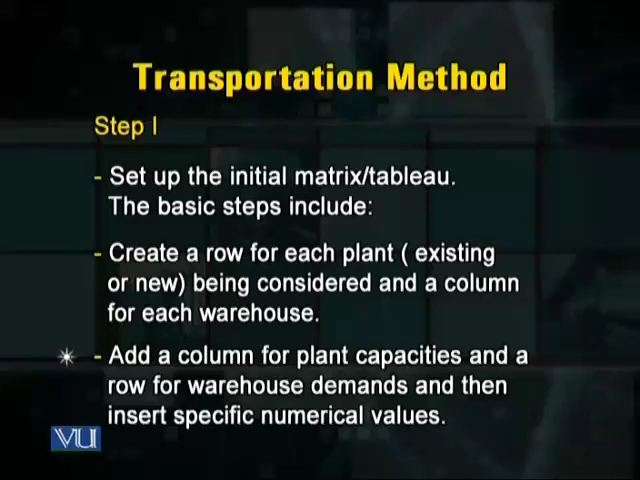 Transportation Method
Step I
- Set up the initial matrix/tableau.
The basic steps include:
- Create a row for each plant ( existing
or new) being considered and a column
for each warehouse.
- Add a column for plant capacities and a
row for warehouse demands and then
insert specific numerical values.
VU